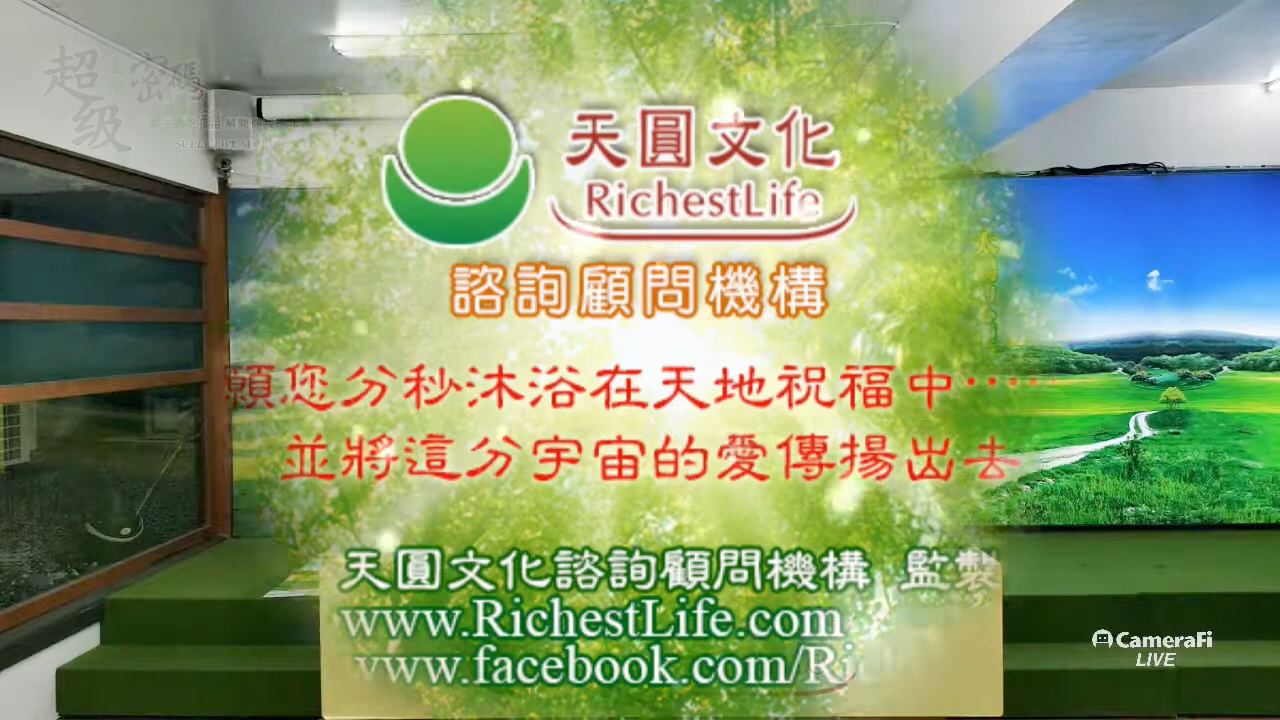 超级密碼
天圓文化
RichestLife
諮詢顧問機構
願您分秒沐浴在天地祝福中……
並將這分宇宙的愛傳揚出去
天圓文化諮詢顧問機構 監製
www.RichestLife.com
www.facebook.com/Ri
CameraFi
LIVE